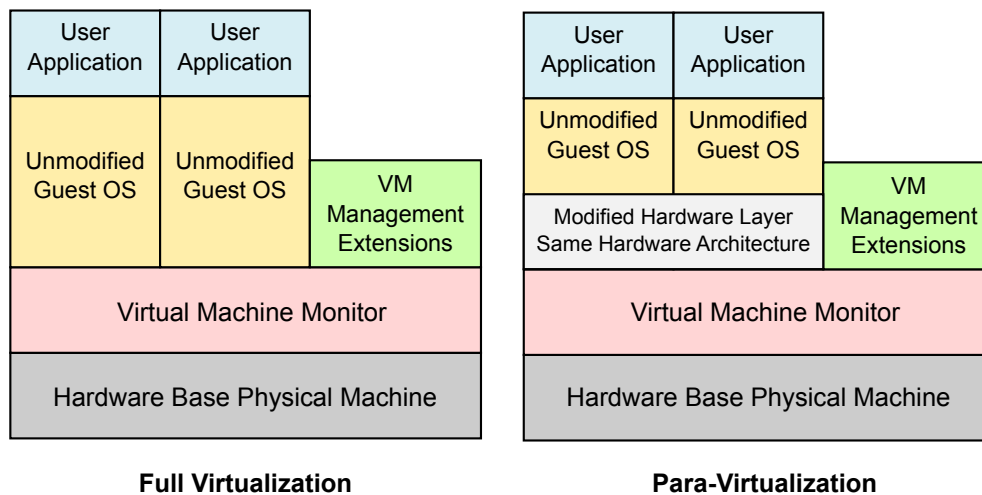 User
Application
User
Application
Unmodified
Guest OS
Unmodified
Guest OS
VM
Management
Extensions
Virtual Machine Monitor
Hardware Base Physical Machine
Full Virtualization
User
Application
User
Application
Unmodified
Guest OS
Unmodified
Guest OS
Modified Hardware Layer
Same Hardware Architecture
VM
Management
Extensions
Virtual Machine Monitor
Hardware Base Physical Machine
Para-Virtualization